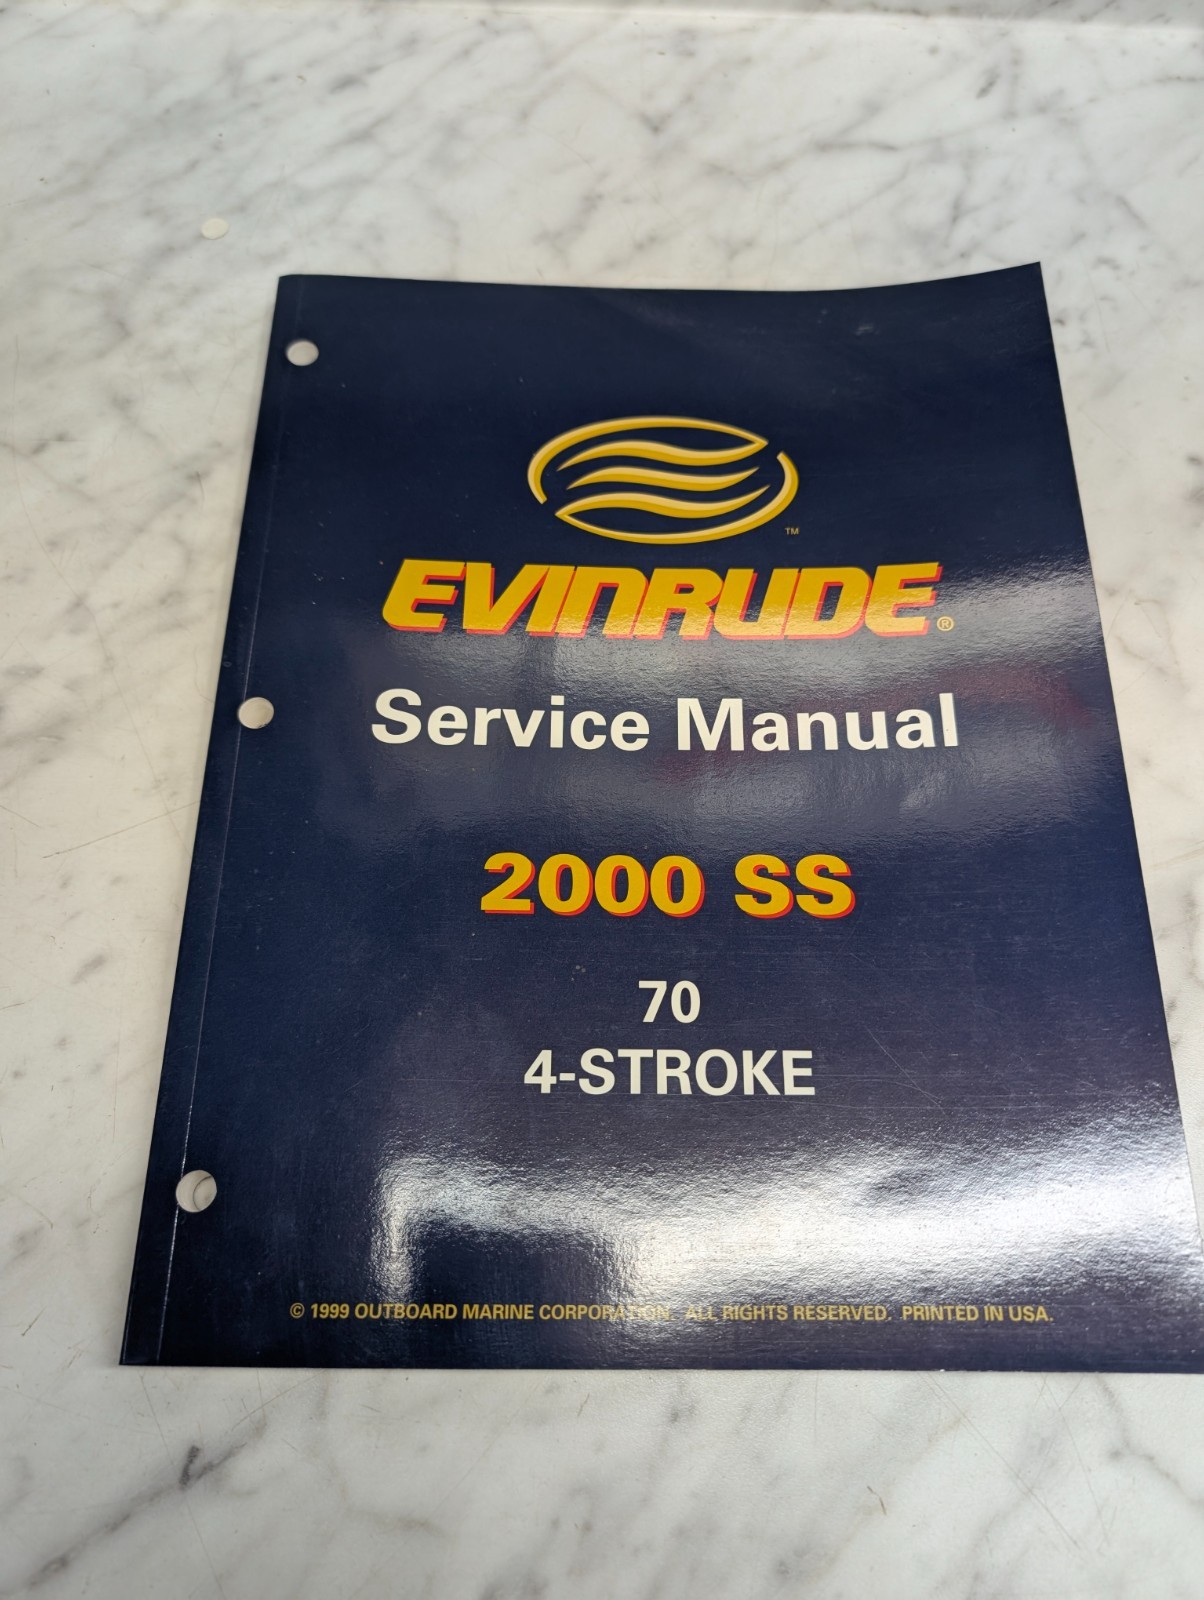 ™
EVINRUDE®
Service Manual
2000 SS
70
4-STROKE
© 1999 OUTBOARD MARINE CORPORATION. ALL RIGHTS RESERVED. PRINTED IN USA.